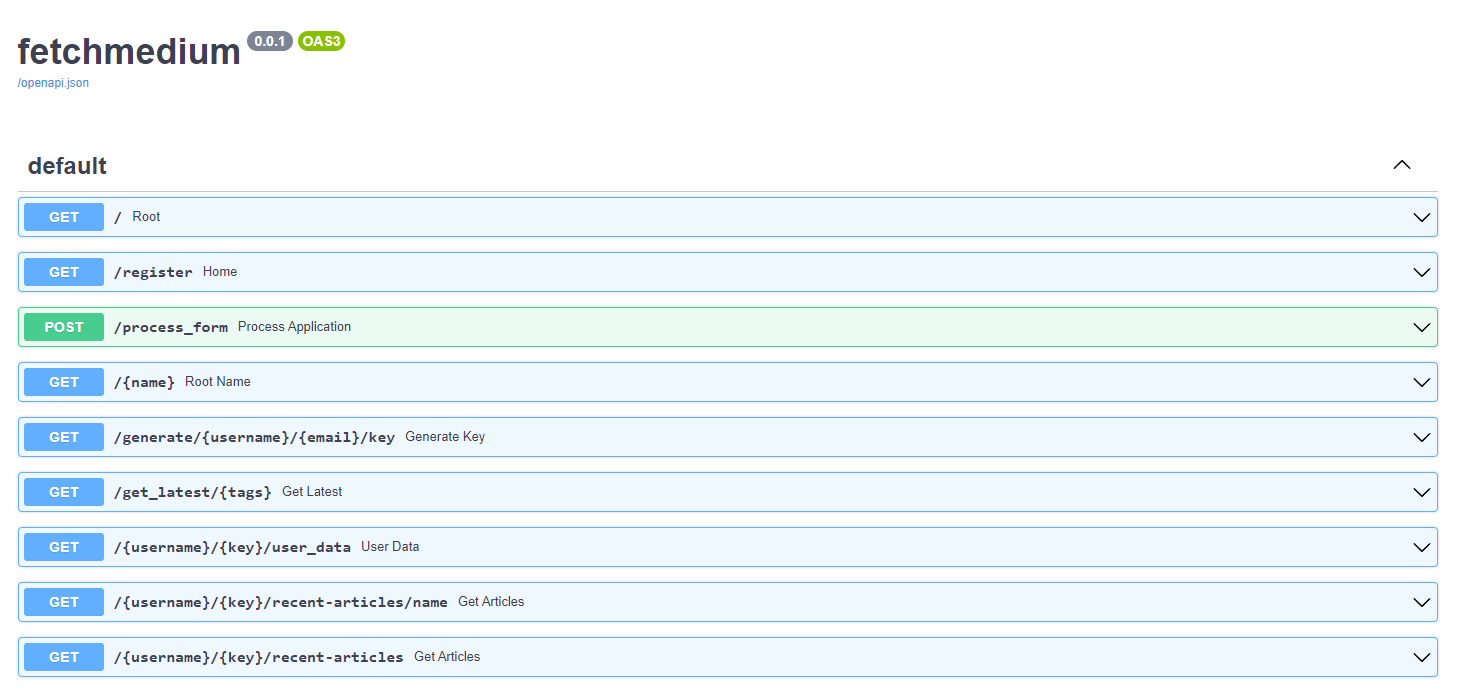 fetchmedium 0.0.1 OAS3
/openapi.json
default
GET / Root
GET /register Home
POST /process_form Process Application
GET /{name} Root Name
GET /generate/{username}/{email}/key Generate Key
GET /get_latest/{tags} Get Latest
GET /{username}/{key}/user_data User Data
GET /{username}/{key}/recent-articles/name Get Articles
GET /{username}/{key}/recent-articles Get Articles